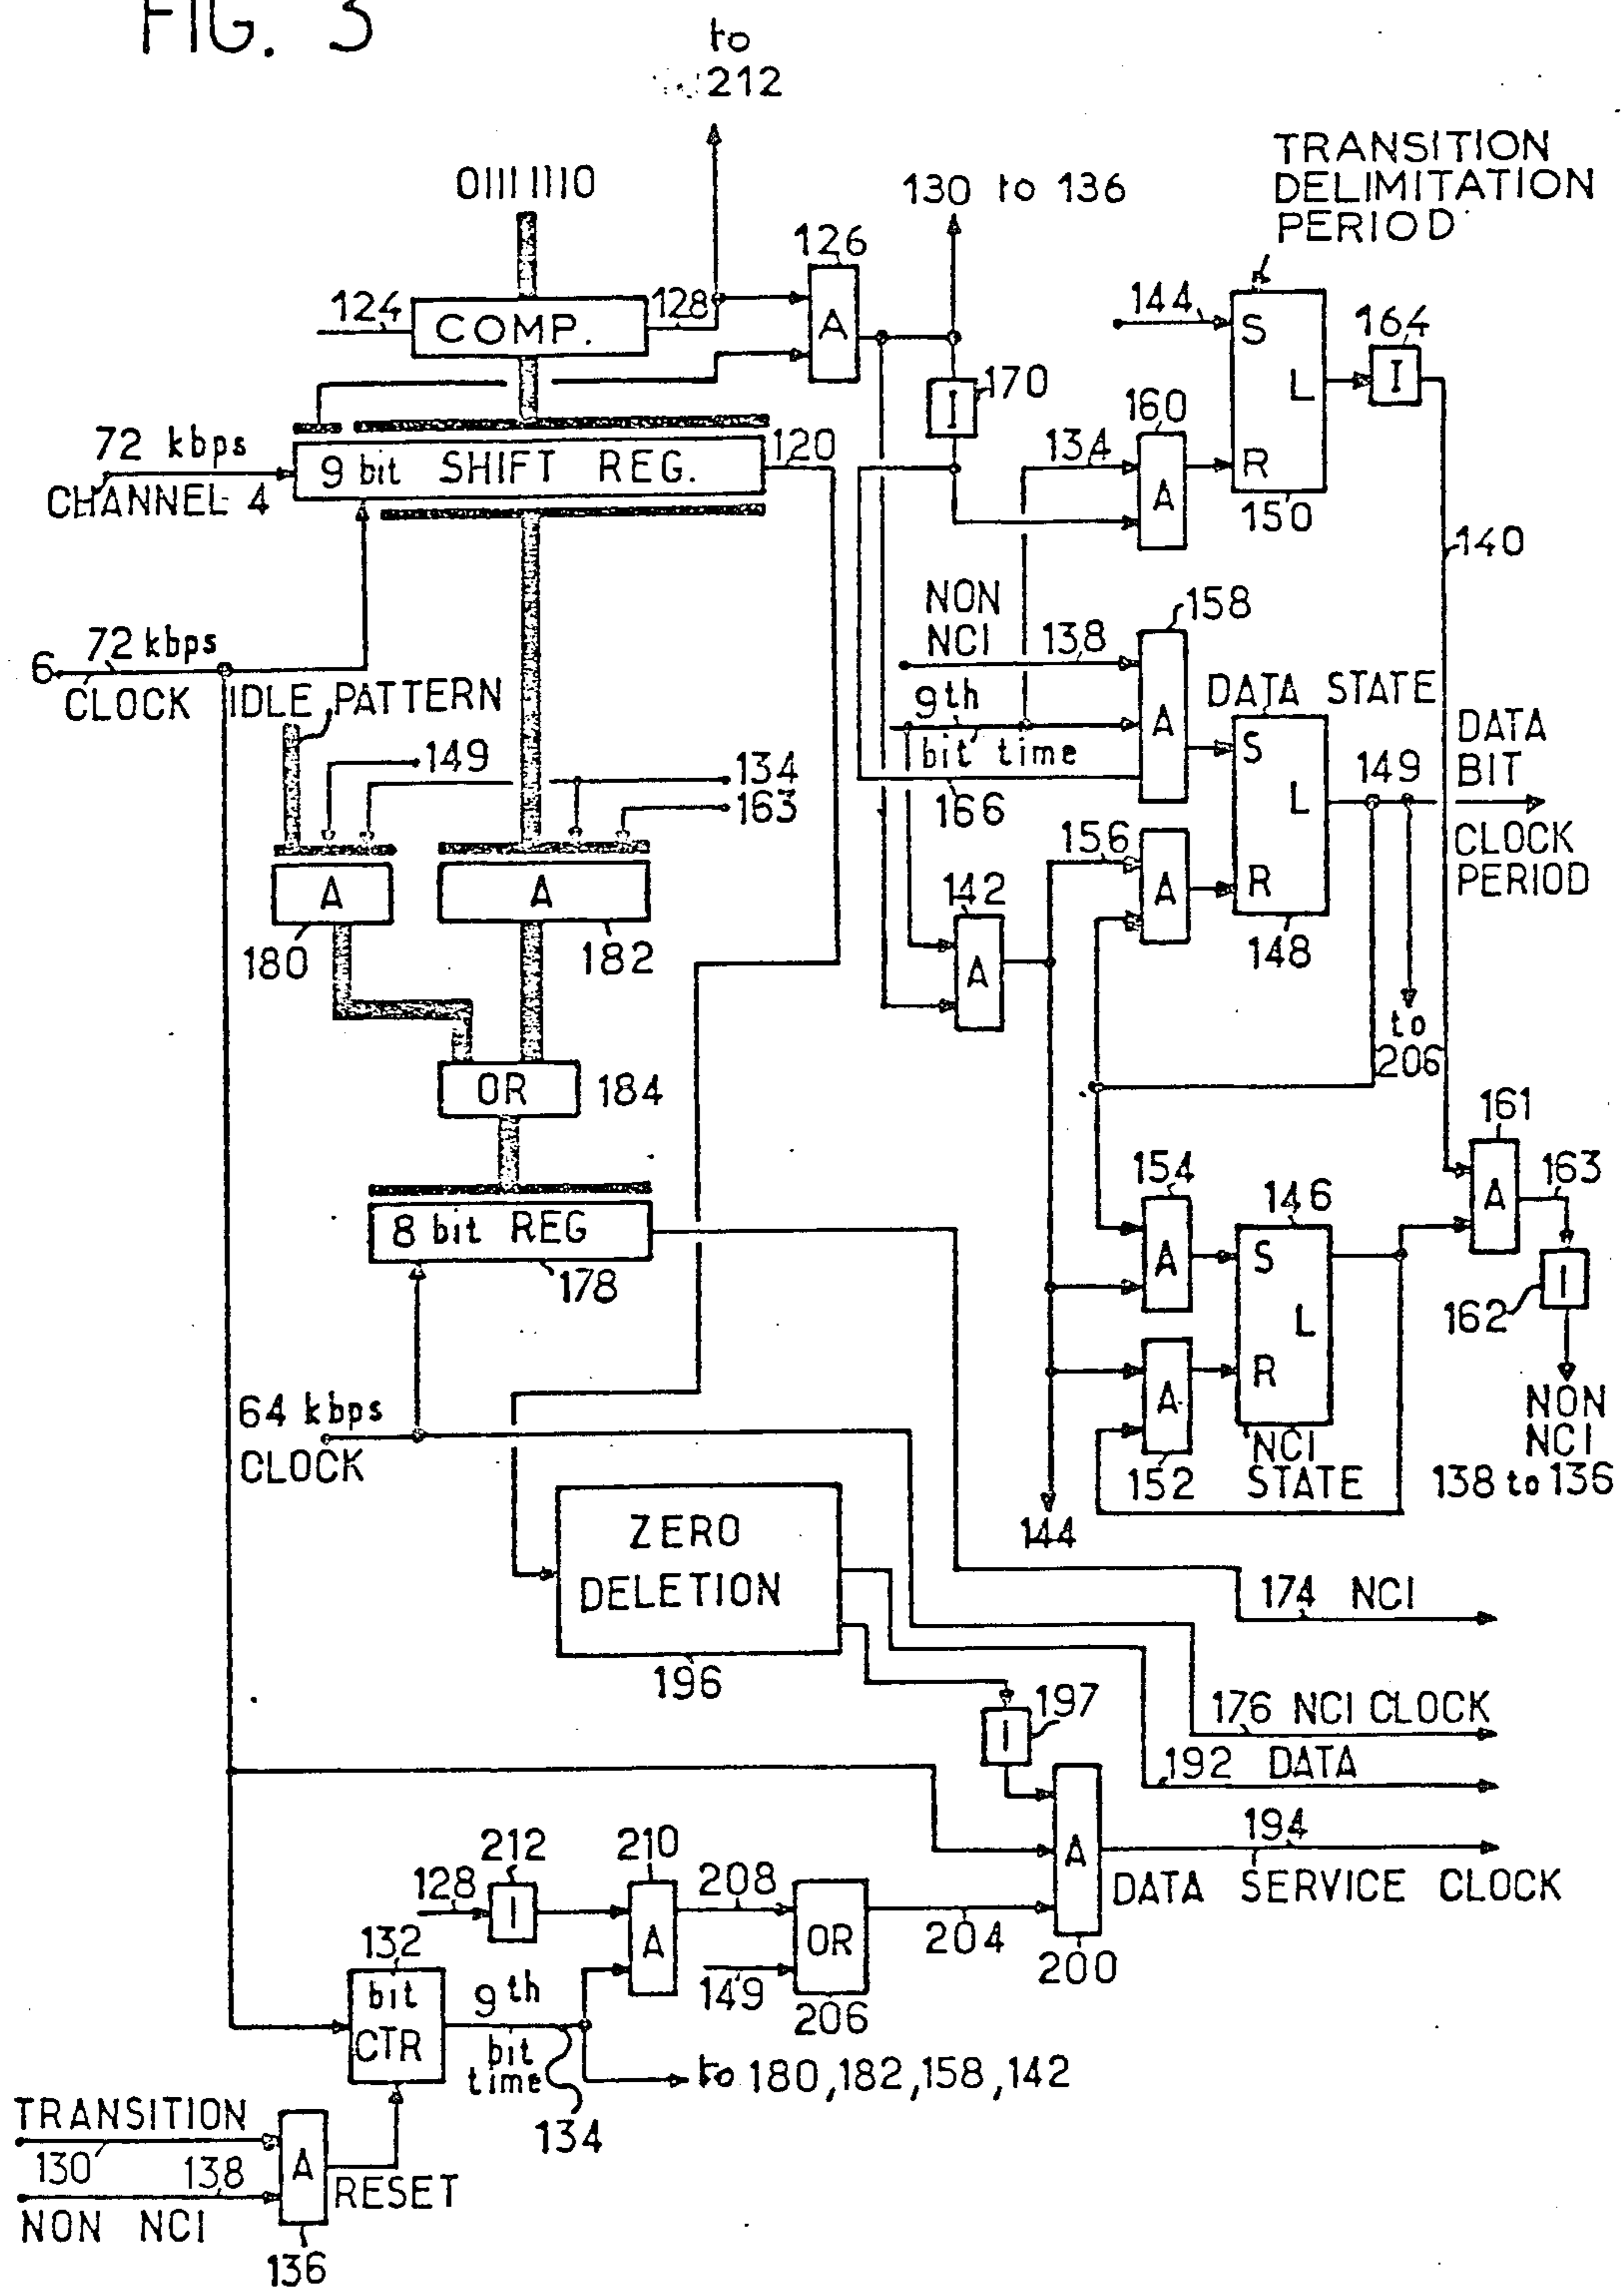 FIG. 3
to
212
01111110
TRANSITION
DELIMITATION
PERIOD
130 to 136
126
124
COMP.
128
A
144
S
164
I
L
170
I
160
134
A
R
150
140
72 kbps
CHANNEL 4
9 bit SHIFT REG.
120
6
72 kbps
CLOCK
IDLE PATTERN
NON
NCI
138
158
9th
bit time
A
166
DATA STATE
S
L
R
148
149
DATA
BIT
CLOCK
PERIOD
149
134
163
A
180
A
182
156
A
142
A
to
206
OR
184
161
A
163
154
A
146
S
L
R
NCI
STATE
162
I
NON
NCI
138 to 136
8 bit REG
178
A
152
144
64 kbps
CLOCK
ZERO
DELETION
196
174 NCI
197
I
176 NCI CLOCK
192 DATA
194
A
DATA SERVICE CLOCK
200
212
128
I
210
A
208
149
OR
206
204
132
bit
CTR
9th
bit
time
134
to 180,182,158,142
TRANSITION
130
138
NON NCI
A
RESET
136